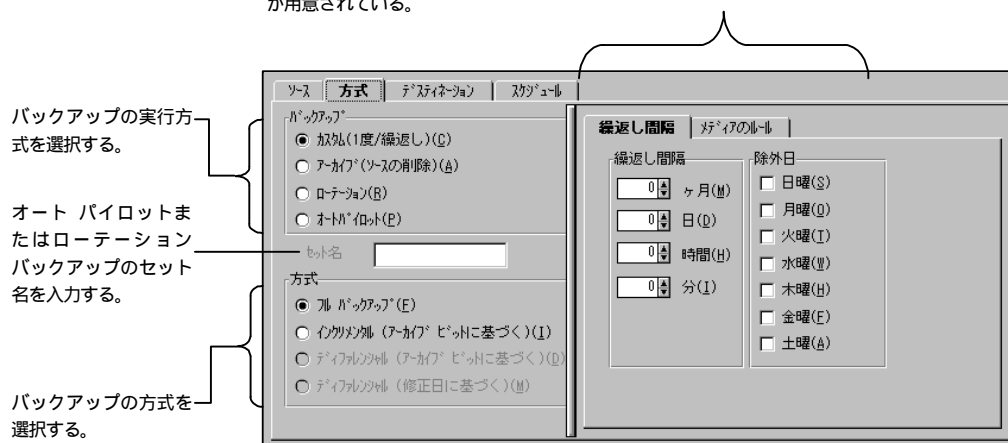 が用意されている。
ｿｰｽ 方式 ﾃﾞｽﾃｨﾈｰｼｮﾝ ｽｹｼﾞｭｰﾙ
バックアップの実行方
式を選択する。
ﾊﾞｯｸｱｯﾌﾟ
ｶｽﾀﾑ(1度/繰返し)(C)
ｱｰｶｲﾌﾞ(ｿｰｽの削除)(A)
ﾛｰﾃｰｼｮﾝ(R)
ｵｰﾄﾊﾟｲﾛｯﾄ(P)
オート パイロットま
たはローテーション
バックアップのセット
名を入力する。
ｾｯﾄ名
方式
ﾌﾙ ﾊﾞｯｸｱｯﾌﾟ(F)
ｲﾝｸﾘﾒﾝﾀﾙ (ｱｰｶｲﾌﾞ ﾋﾞｯﾄに基づく)(I)
ﾃﾞｨﾌｧﾚﾝｼｬﾙ (ｱｰｶｲﾌﾞ ﾋﾞｯﾄに基づく)(D)
ﾃﾞｨﾌｧﾚﾝｼｬﾙ (修正日に基づく)(M)
バックアップの方式を
選択する。
繰返し間隔 ﾒﾃﾞｨｱのﾙｰﾙ
繰返し間隔
0 ヶ月(M)
0 日(D)
0 時間(H)
0 分(I)
除外日
日曜(S)
月曜(O)
火曜(T)
水曜(W)
木曜(H)
金曜(F)
土曜(A)